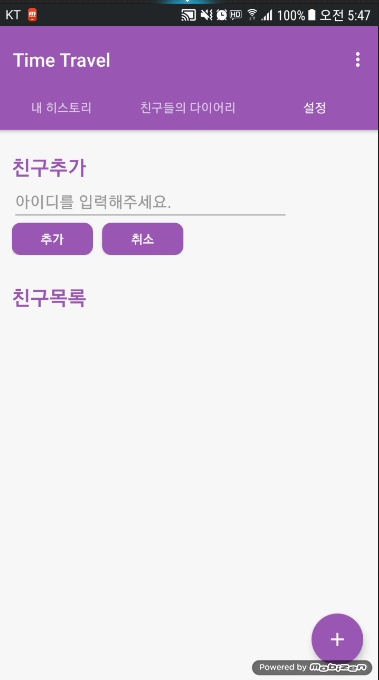 KT HD 100% 오전 5:47
Time Travel
내 히스토리 친구들의 다이어리 설정
친구추가
아이디를 입력해주세요.
추가 취소
친구목록
+
Powered by mobizen